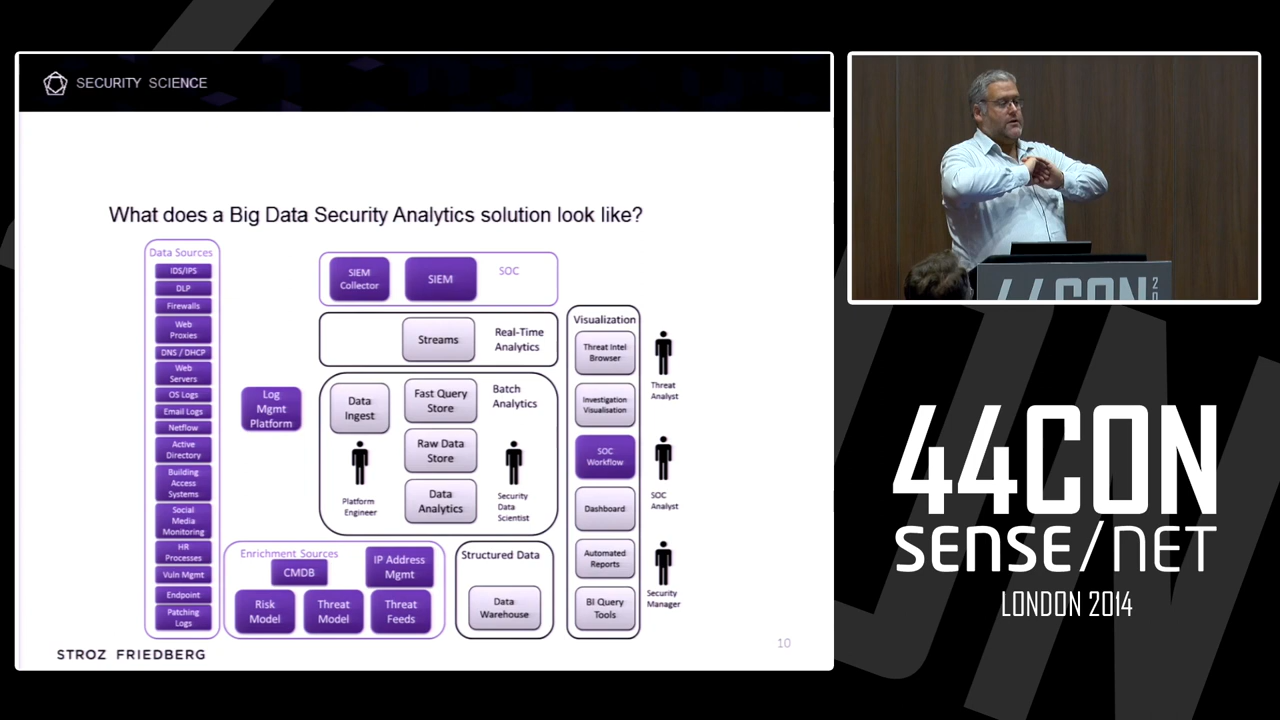 SECURITY SCIENCE
What does a Big Data Security Analytics solution look like?
Data Sources
IDS/IPS
DLP
Firewalls
Web
Proxies
DNS / DHCP
Web
Servers
OS Logs
Email Logs
Netflow
Active
Directory
Building
Access
Systems
Social
Media
Monitoring
HR
Processes
Vuln Mgmt
Endpoint
Patching
Logs
Log
Mgmt
Platform
SIEM
Collector
SIEM
SOC
Streams
Real-Time
Analytics
Data
Ingest
Fast Query
Store
Batch
Analytics
Raw Data
Store
Data
Analytics
Platform
Engineer
Security
Data
Scientist
Enrichment Sources
CMDB
IP Address
Mgmt
Risk
Model
Threat
Model
Threat
Feeds
Structured Data
Data
Warehouse
Visualization
Threat Intel
Browser
Investigation
Visualisation
SOC
Workflow
Dashboard
Automated
Reports
BI Query
Tools
Threat
Analyst
SOC
Analyst
Security
Manager
STROZ FRIEDBERG
10
44CON
44CON
SENSE/NET
LONDON 2014